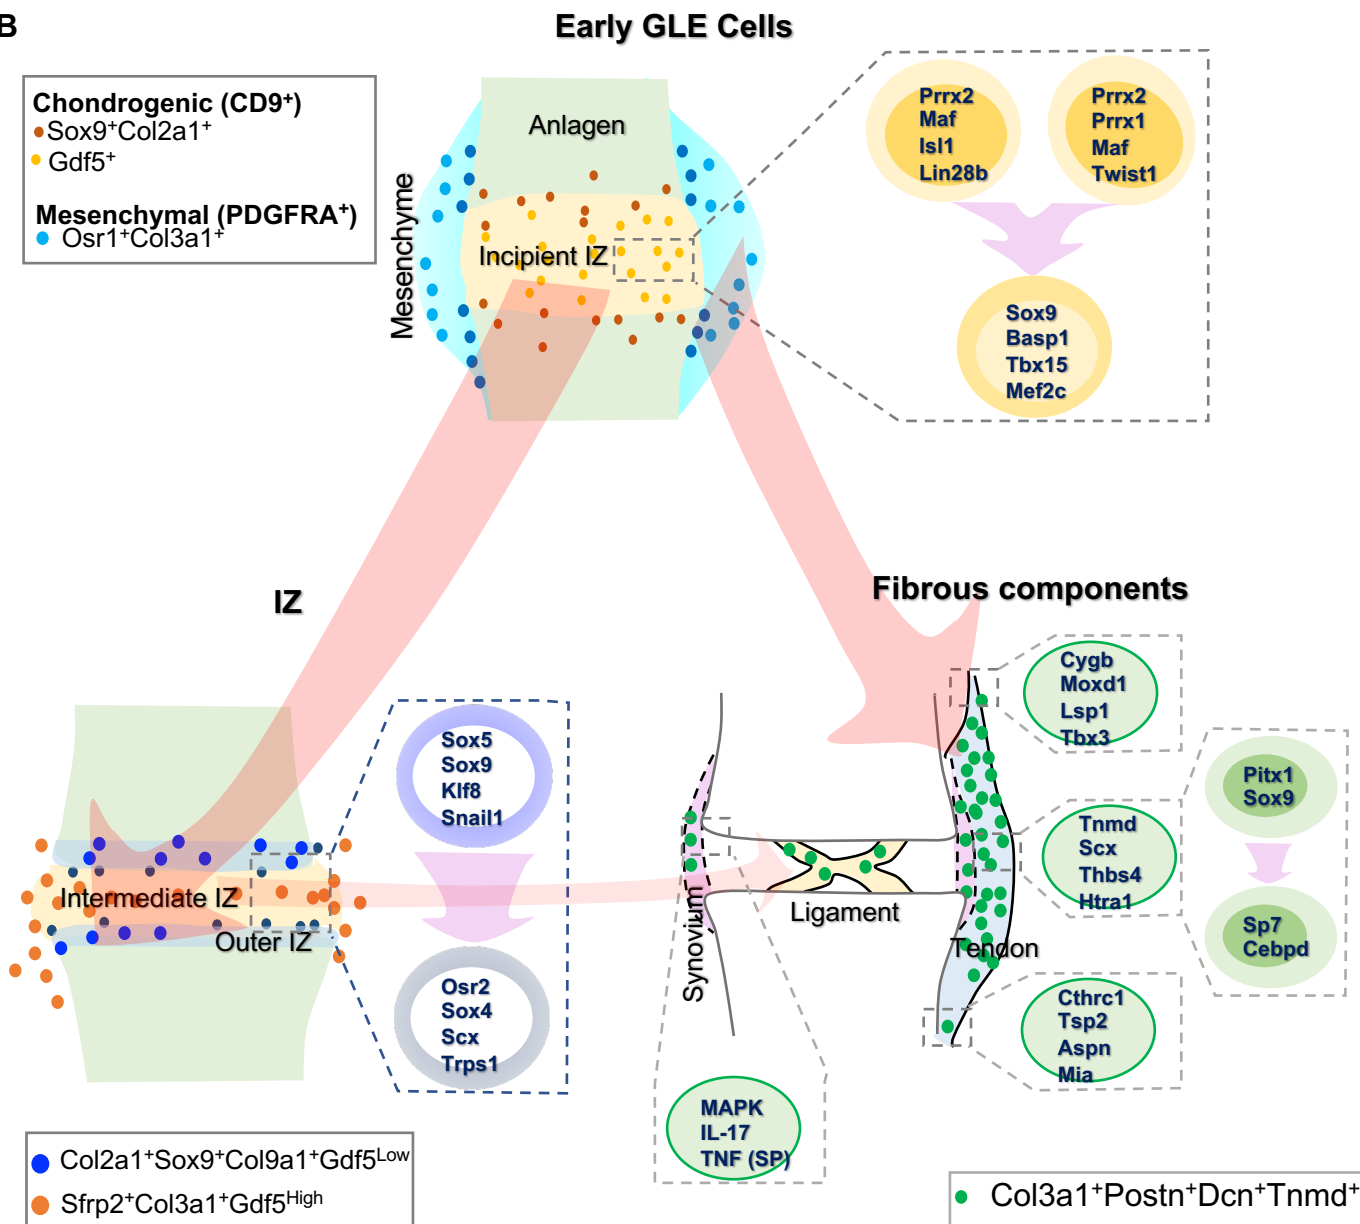 B
Early GLE Cells
Chondrogenic (CD9⁺)
Sox9⁺Col2a1⁺
Gdf5⁺
Mesenchymal (PDGFRA⁺)
Osr1⁺Col3a1⁺
Mesenchyme
Anlagen
Incipient IZ
Prrx2
Maf
Isl1
Lin28b
Prrx2
Prrx1
Maf
Twist1
Sox9
Basp1
Tbx15
Mef2c
IZ
Intermediate IZ
Outer IZ
Sox5
Sox9
Klf8
Snail1
Osr2
Sox4
Scx
Trps1
Col2a1⁺Sox9⁺Col9a1⁺Gdf5ᴸᵒʷ
Sfrp2⁺Col3a1⁺Gdf5ᴴⁱᵍʰ
Fibrous components
Synovium
Ligament
Tendon
Cygb
Moxd1
Lsp1
Tbx3
Tnmd
Scx
Thbs4
Htra1
Pitx1
Sox9
Sp7
Cebpd
Cthrc1
Tsp2
Aspn
Mia
MAPK
IL-17
TNF (SP)
Col3a1⁺Postn⁺Dcn⁺Tnmd⁺